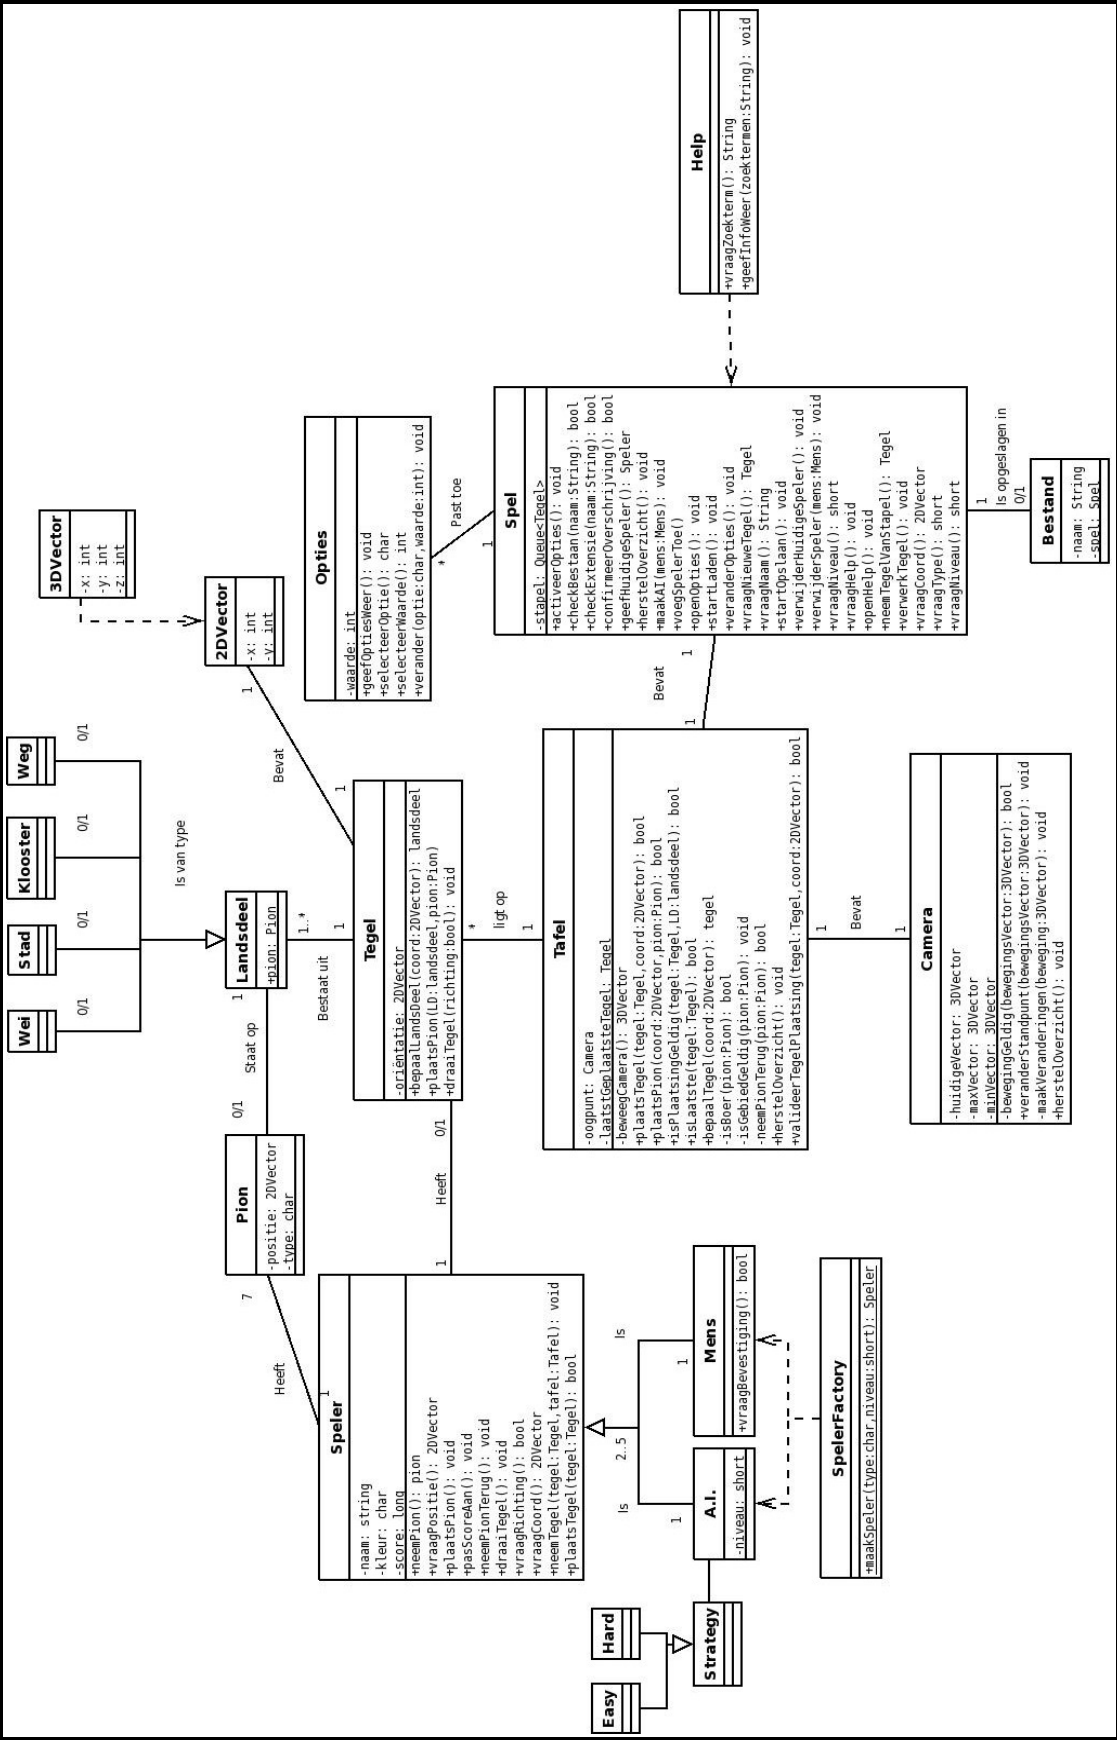 Wei
Stad
Klooster
Weg
0/1
0/1
0/1
0/1
Is van type
3DVector
-x: int
-y: int
-z: int
2DVector
-x: int
-y: int
Pion
-positie: 2DVector
-type: char
0/1
Staat op
1
Landsdeel
+pion: Pion
1..*
Bestaat uit
1
Bevat
1
1
7
Heeft
1
Speler
-naam: string
-kleur: char
-score: long
+neemPion(): pion
+vraagPositie(): 2DVector
+plaatsPion(): void
+pasScoreAan(): void
+neemPionTerug(): void
+draaiTegel(): void
+vraagRichting(): bool
+vraagCoord(): 2DVector
+neemTegel(tegel:Tegel,tafel:Tafel): void
+plaatsTegel(tegel:Tegel): bool
1
Heeft
0/1
Tegel
-oriëntatie: 2DVector
+bepaalLandsDeel(coord:2DVector): landsdeel
+plaatsPion(LD:landsdeel,pion:Pion)
+draaiTegel(richting:bool): void
*
ligt op
1
Opties
-waarde: int
+geefOptiesWeer(): void
+selecteerOptie(): char
+selecteerWaarde(): int
+verander(optie:char,waarde:int): void
*
Past toe
1
Help
+vraagZoekterm(): String
+geefInfoWeer(zoektermen:String): void
Spel
-stapel: Queue<Tegel>
+activeerOpties(): void
+checkBestaan(naam:String): bool
+checkExtensie(naam:String): bool
+confirmeerOverschrijving(): bool
+geefHuidigeSpeler(): Speler
+herstelOverzicht(): void
+maakAI(mens:Mens): void
+voegSpelerToe()
+openOpties(): void
+startLaden(): void
+veranderOpties(): void
+vraagNieuweTegel(): Tegel
+vraagNaam(): String
+startOpslaan(): void
+verwijderHuidigeSpeler(): void
+verwijderSpeler(mens:Mens): void
+vraagNiveau(): short
+vraagHelp(): void
+openHelp(): void
+neemTegelVanStapel(): Tegel
+verwerkTegel(): void
+vraagCoord(): 2DVector
+vraagType(): short
+vraagNiveau(): short
1
Bevat
1
Tafel
-oogpunt: Camera
-laatstGeplaatsteTegel: Tegel
-beweegCamera(): 3DVector
+plaatsTegel(tegel:Tegel,coord:2DVector): bool
+plaatsPion(coord:2DVector,pion:Pion): bool
+isPlaatsingGeldig(tegel:Tegel,LD:landsdeel): bool
+isLaatste(tegel:Tegel): bool
+bepaalTegel(coord:2DVector): tegel
-isBoer(pion:Pion): bool
-isGebiedGeldig(pion:Pion): void
-neemPionTerug(pion:Pion): bool
+herstelOverzicht(): void
+valideerTegelPlaatsing(tegel:Tegel,coord:2DVector): bool
1
Bevat
1
Camera
-huidigeVector: 3DVector
-maxVector: 3DVector
-minVector: 3DVector
-bewegingGeldig(bewegingsVector:3DVector): bool
+veranderStandpunt(bewegingsVector:3DVector): void
-maakVeranderingen(beweging:3DVector): void
+herstelOverzicht(): void
1
Is opgeslagen in
0/1
Bestand
-naam: String
-spel: Spel
Is
2..5
Is
1
1
A.I.
-niveau: short
Mens
+vraagBevestiging(): bool
Easy
Hard
Strategy
SpelerFactory
+maakSpeler(type:char,niveau:short): Speler